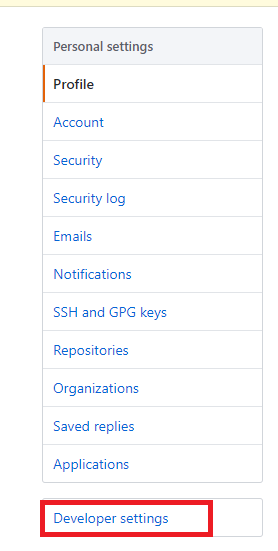 Personal settings
Profile
Account
Security
Security log
Emails
Notifications
SSH and GPG keys
Repositories
Organizations
Saved replies
Applications
Developer settings